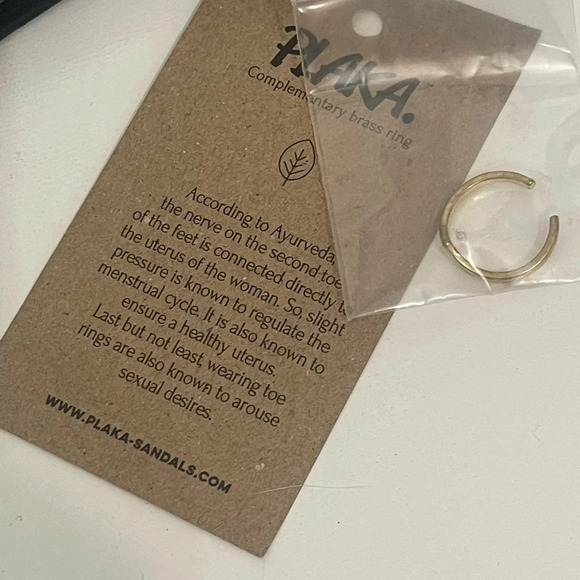 PLAKA.
Complementary brass ring
According to Ayurveda,
the nerve on the second toe
of the feet is connected directly to
the uterus of the woman. So, slight
pressure is known to regulate the
menstrual cycle. It is also known to
ensure a healthy uterus.
Last but not least, wearing toe
rings are also known to arouse
sexual desires.
WWW.PLAKA-SANDALS.COM